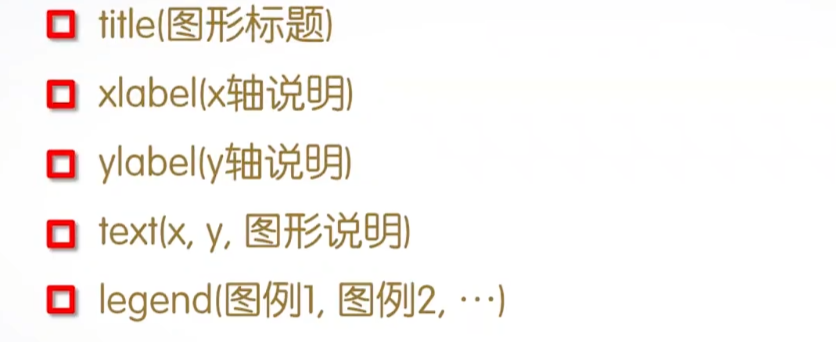 title(图形标题)
xlabel(x轴说明)
ylabel(y轴说明)
text(x, y, 图形说明)
legend(图例1, 图例2, …)